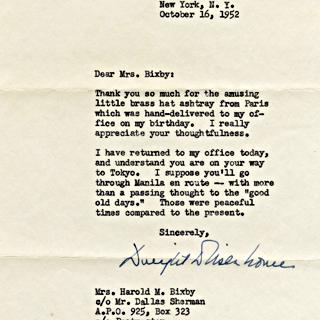 New York, N. Y.
October 16, 1952
Dear Mrs. Bixby:
Thank you so much for the amusing
little brass hat ashtray from Paris
which was hand-delivered to my of-
fice on my birthday. I really
appreciate your thoughtfulness.
I have returned to my office today,
and understand you are on your way
to Tokyo. I suppose you'll go
through Manila en route -- with more
than a passing thought to the "good
old days." Those were peaceful
times compared to the present.
Sincerely,
Dwight D Eisenhower
Mrs. Harold M. Bixby
c/o Mr. Dallas Sherman
A.P.O. 925, Box 323